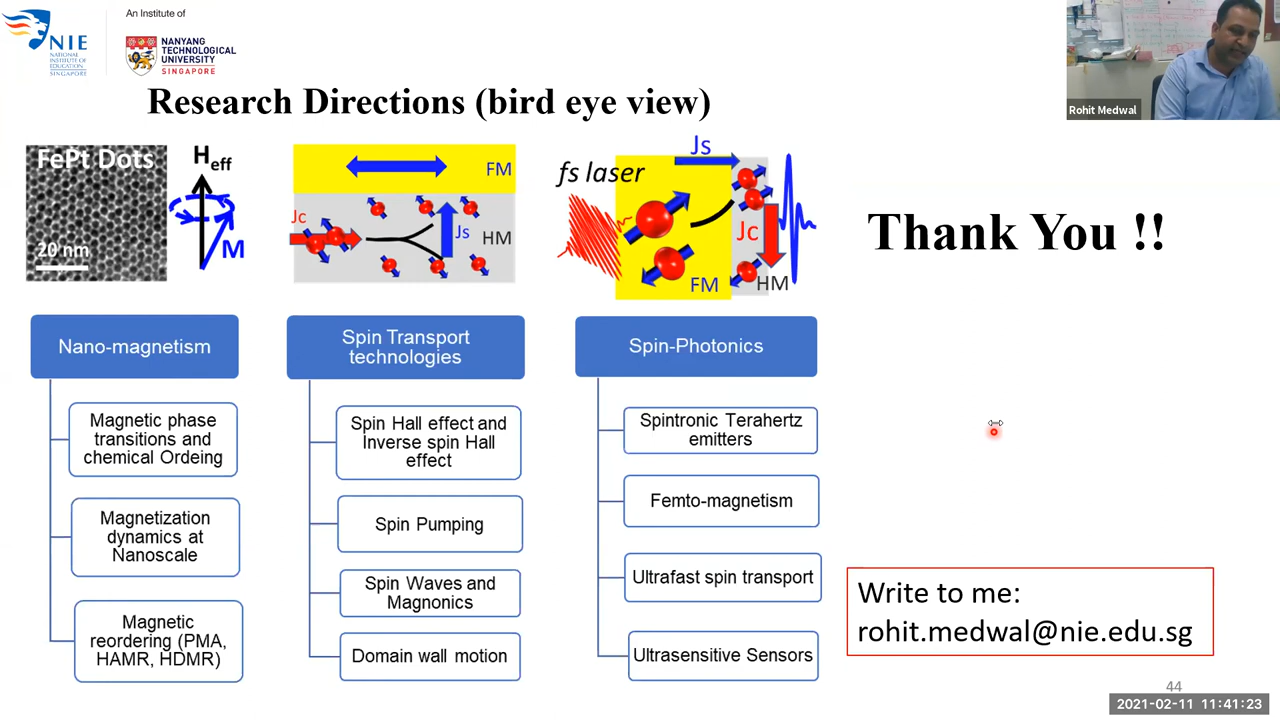 An Institute of
NIE
NATIONAL
INSTITUTE OF
EDUCATION
SINGAPORE
NANYANG
TECHNOLOGICAL
UNIVERSITY
SINGAPORE
Rohit Medwal
Research Directions (bird eye view)
FePt Dots
20 nm
Heff
M
FM
Jc
Js
HM
fs laser
Js
Jc
FM
HM
Thank You !!
Nano-magnetism
Magnetic phase
transitions and
chemical Ordeing
Magnetization
dynamics at
Nanoscale
Magnetic
reordering (PMA,
HAMR, HDMR)
Spin Transport
technologies
Spin Hall effect and
Inverse spin Hall
effect
Spin Pumping
Spin Waves and
Magnonics
Domain wall motion
Spin-Photonics
Spintronic Terahertz
emitters
Femto-magnetism
Ultrafast spin transport
Ultrasensitive Sensors
Write to me:
rohit.medwal@nie.edu.sg
44
2021-02-11 11:41:23